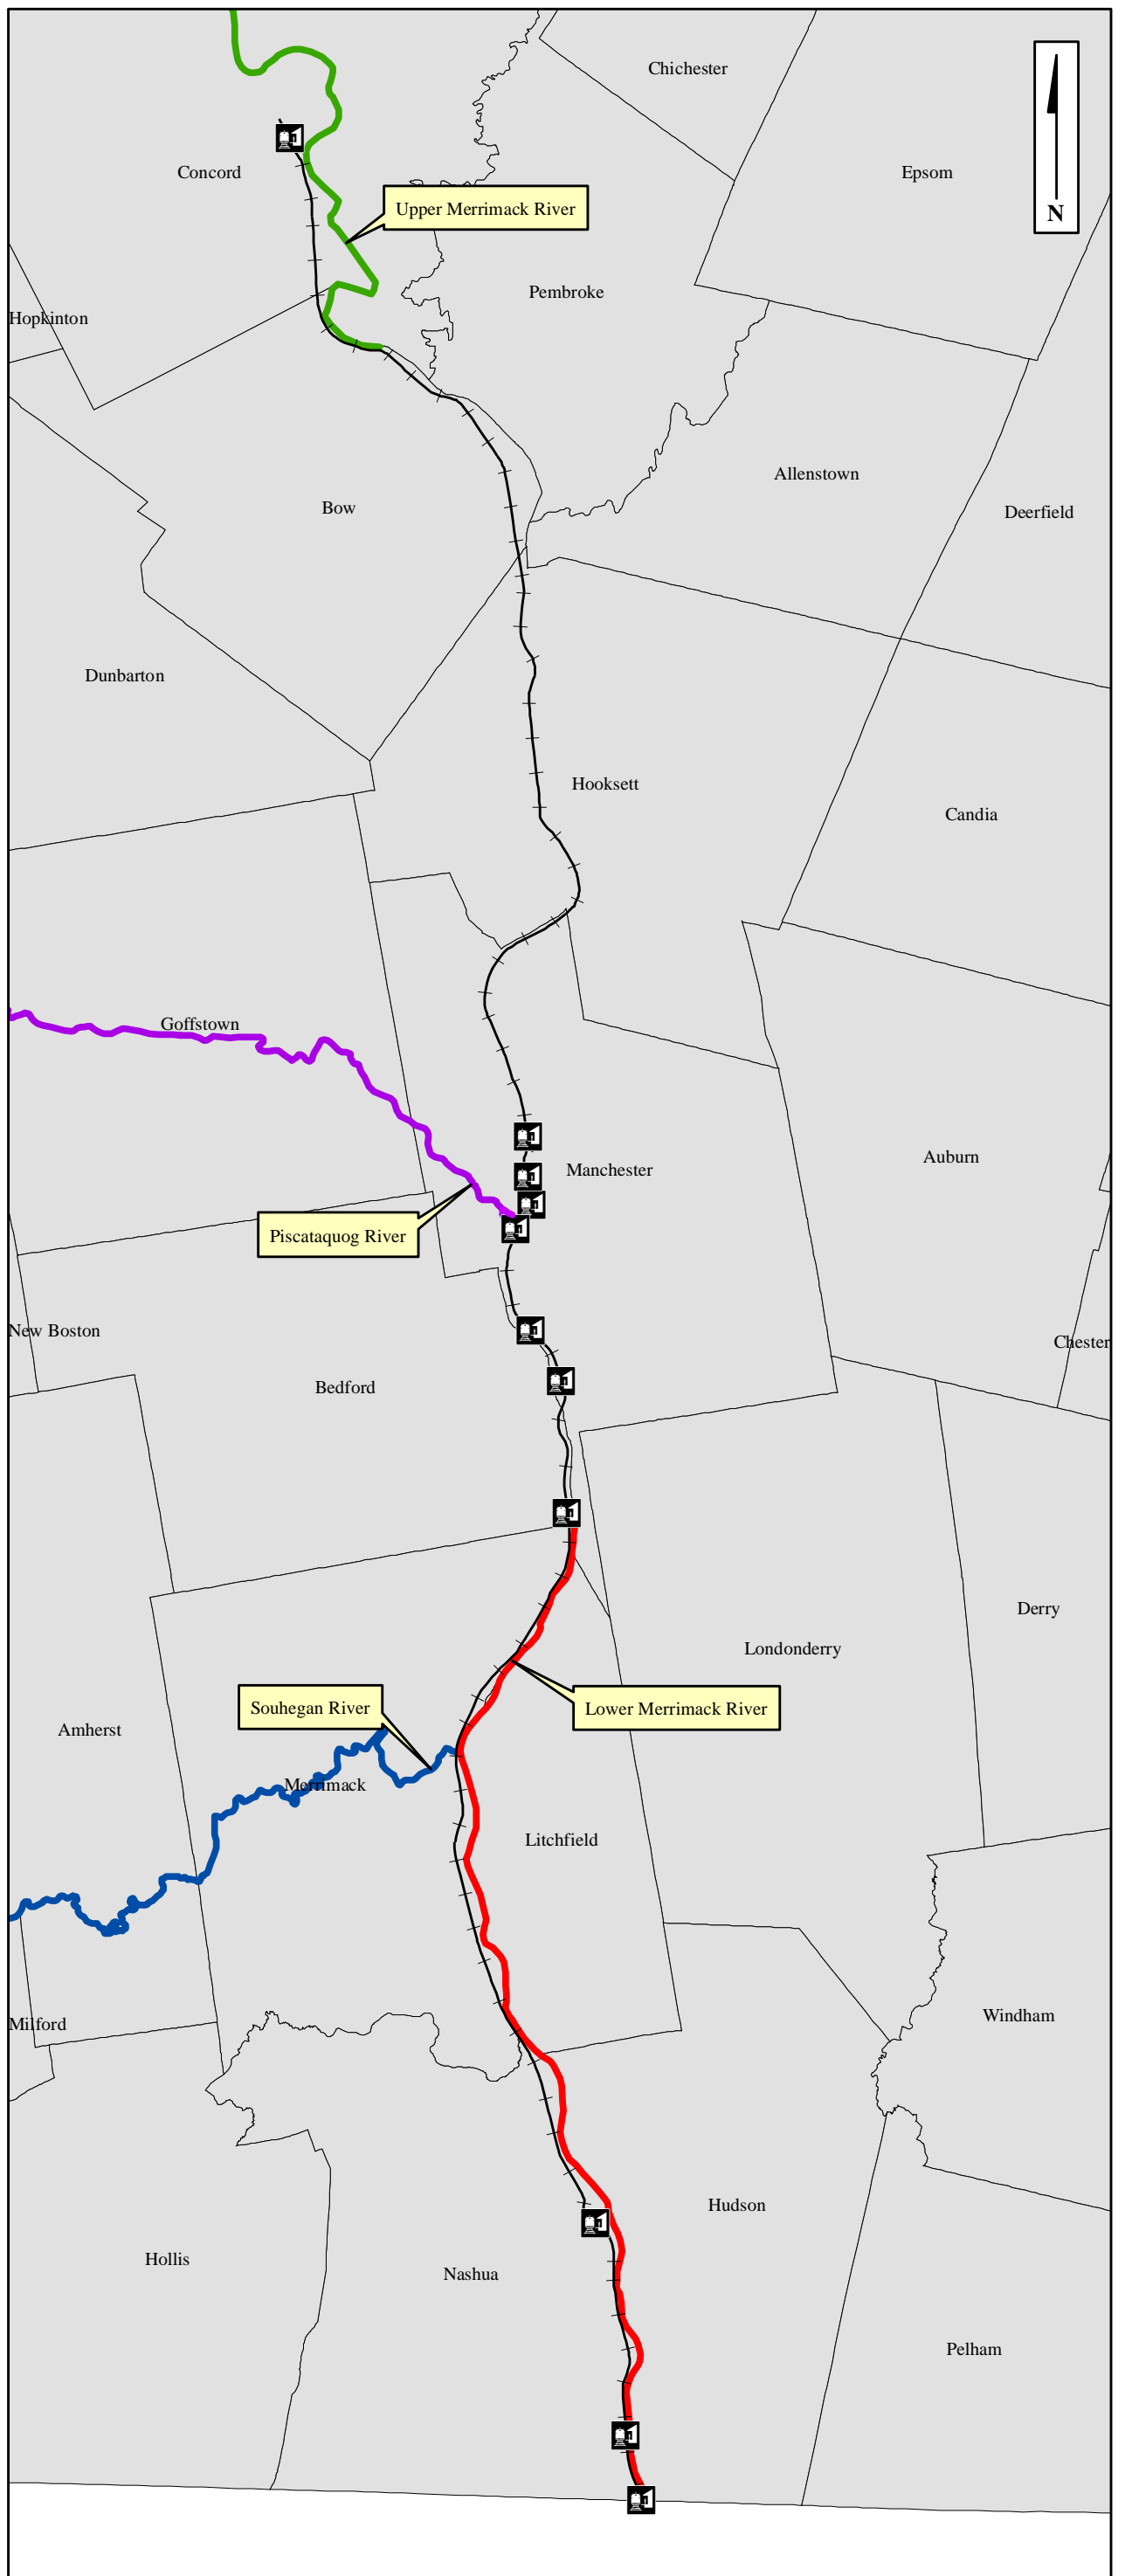 Chichester
Concord
Epsom
Upper Merrimack River
N
Pembroke
Hopkinton
Allenstown
Bow
Deerfield
Dunbarton
Hooksett
Candia
Goffstown
Auburn
Manchester
Piscataquog River
New Boston
Chester
Bedford
Derry
Londonderry
Souhegan River
Lower Merrimack River
Amherst
Merrimack
Litchfield
Windham
Milford
Hudson
Hollis
Nashua
Pelham